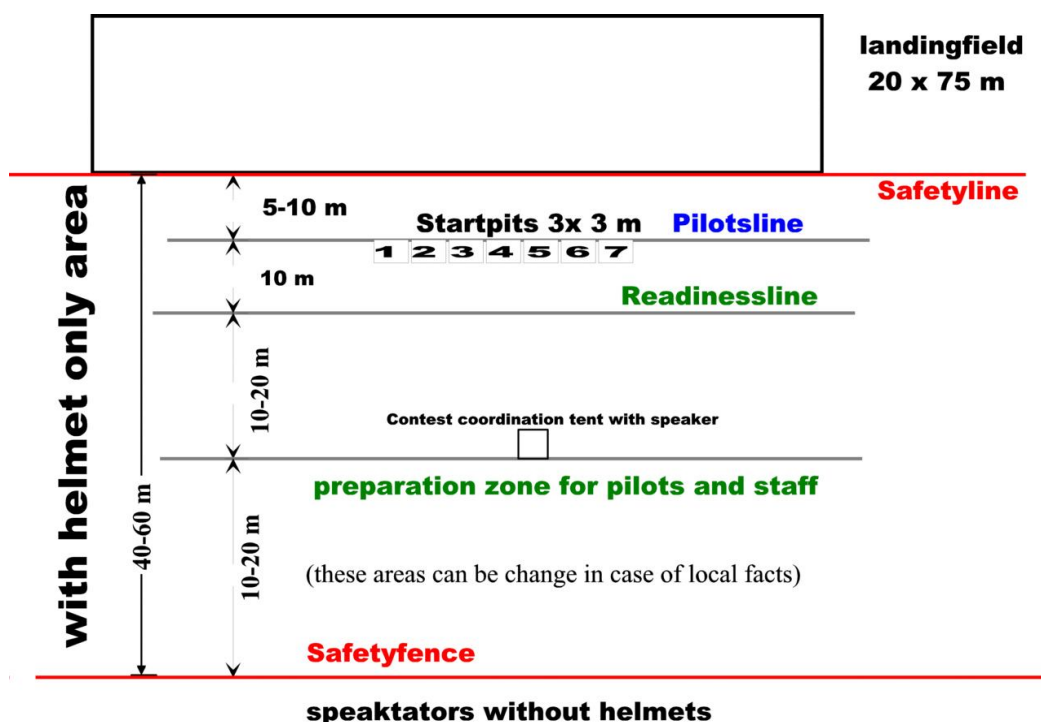 landingfield
20 x 75 m
Safetyline
5-10 m
Startpits 3x 3 m Pilotsline
1 2 3 4 5 6 7
10 m
Readinessline
with helmet only area
10-20 m
Contest coordination tent with speaker
preparation zone for pilots and staff
40-60 m
10-20 m
(these areas can be change in case of local facts)
Safetyfence
speaktators without helmets